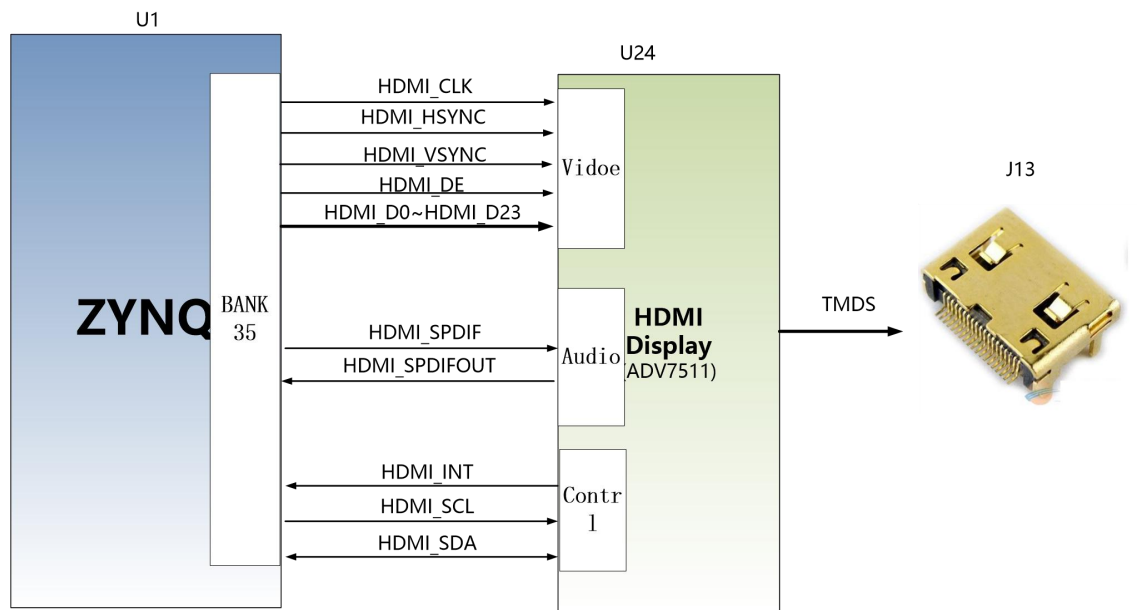 U1
U24
HDMI_CLK
HDMI_HSYNC
HDMI_VSYNC
HDMI_DE
HDMI_D0~HDMI_D23
Vidoe
J13
ZYNQ
BANK
35
HDMI_SPDIF
HDMI_SPDIFOUT
Audio
HDMI
Display
(ADV7511)
TMDS
HDMI_INT
HDMI_SCL
HDMI_SDA
Contr
l